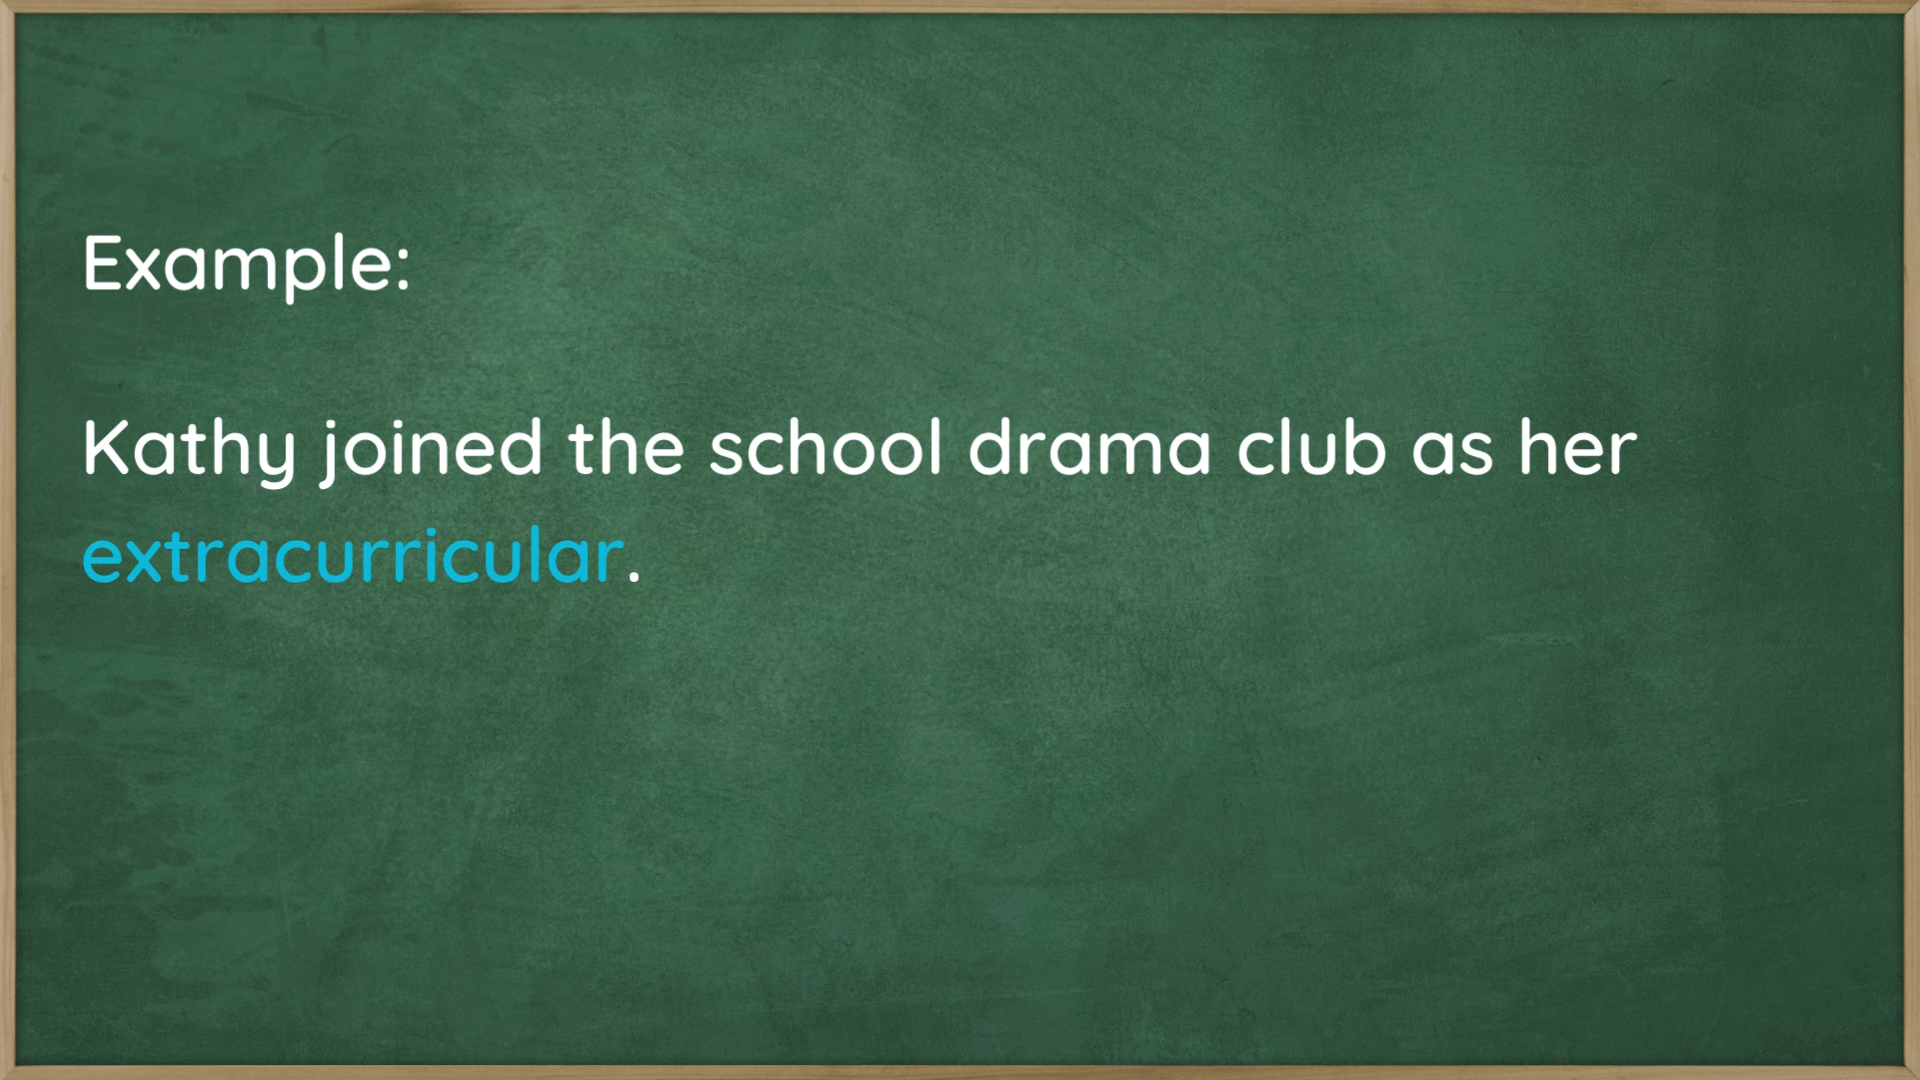 Example:
Kathy joined the school drama club as her
extracurricular.